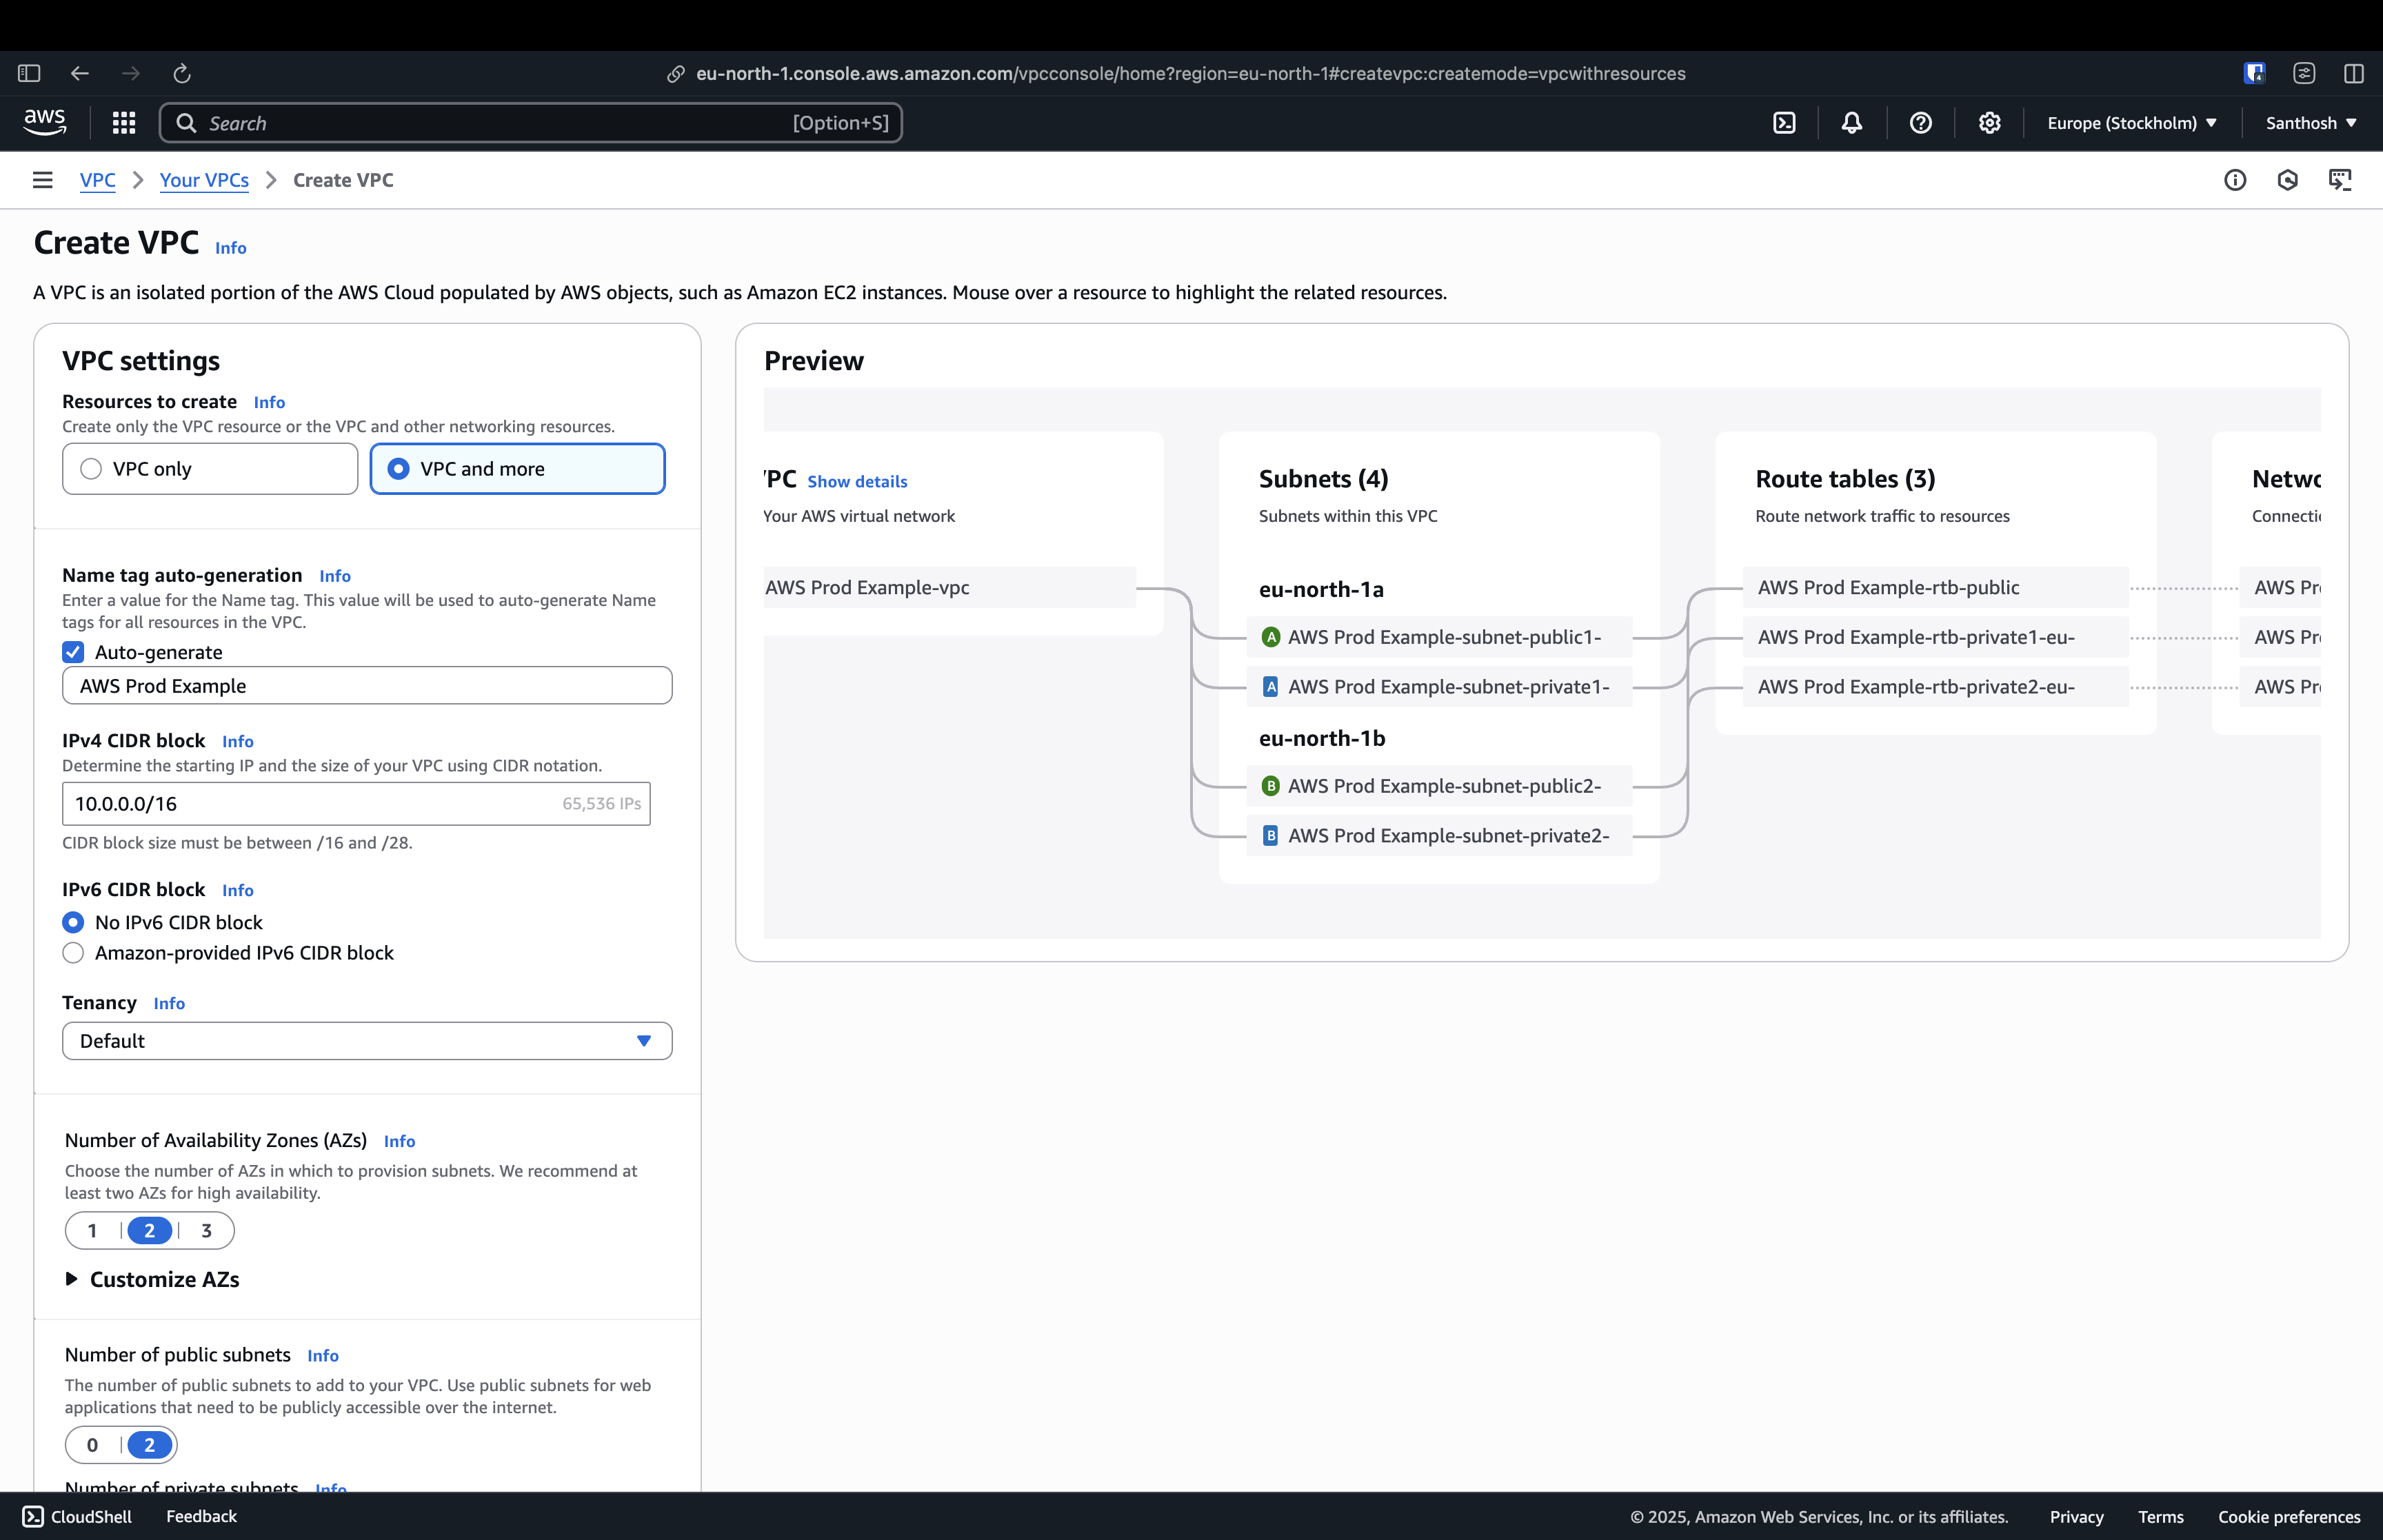 eu-north-1.console.aws.amazon.com/vpcconsole/home?region=eu-north-1#createvpc:createmode=vpcwithresources
4
aws
Search
[Option+S]
Europe (Stockholm)
Santhosh
VPC
Your VPCs
Create VPC
Create VPC Info
A VPC is an isolated portion of the AWS Cloud populated by AWS objects, such as Amazon EC2 instances. Mouse over a resource to highlight the related resources.
VPC settings
Resources to create Info
Create only the VPC resource or the VPC and other networking resources.
VPC only
VPC and more
Name tag auto-generation Info
Enter a value for the Name tag. This value will be used to auto-generate Name
tags for all resources in the VPC.
Auto-generate
AWS Prod Example
IPv4 CIDR block Info
Determine the starting IP and the size of your VPC using CIDR notation.
10.0.0.0/16
65,536 IPs
CIDR block size must be between /16 and /28.
IPv6 CIDR block Info
No IPv6 CIDR block
Amazon-provided IPv6 CIDR block
Tenancy Info
Default
Number of Availability Zones (AZs) Info
Choose the number of AZs in which to provision subnets. We recommend at
least two AZs for high availability.
1 2 3
Customize AZs
Number of public subnets Info
The number of public subnets to add to your VPC. Use public subnets for web
applications that need to be publicly accessible over the internet.
0 2
Number of private subnets Info
Preview
VPC Show details
Your AWS virtual network
AWS Prod Example-vpc
Subnets (4)
Subnets within this VPC
eu-north-1a
A AWS Prod Example-subnet-public1-
A AWS Prod Example-subnet-private1-
eu-north-1b
B AWS Prod Example-subnet-public2-
B AWS Prod Example-subnet-private2-
Route tables (3)
Route network traffic to resources
AWS Prod Example-rtb-public
AWS Prod Example-rtb-private1-eu-
AWS Prod Example-rtb-private2-eu-
Netwo
Connecti
AWS Pr
AWS Pr
AWS Pr
CloudShell
Feedback
© 2025, Amazon Web Services, Inc. or its affiliates.
Privacy
Terms
Cookie preferences